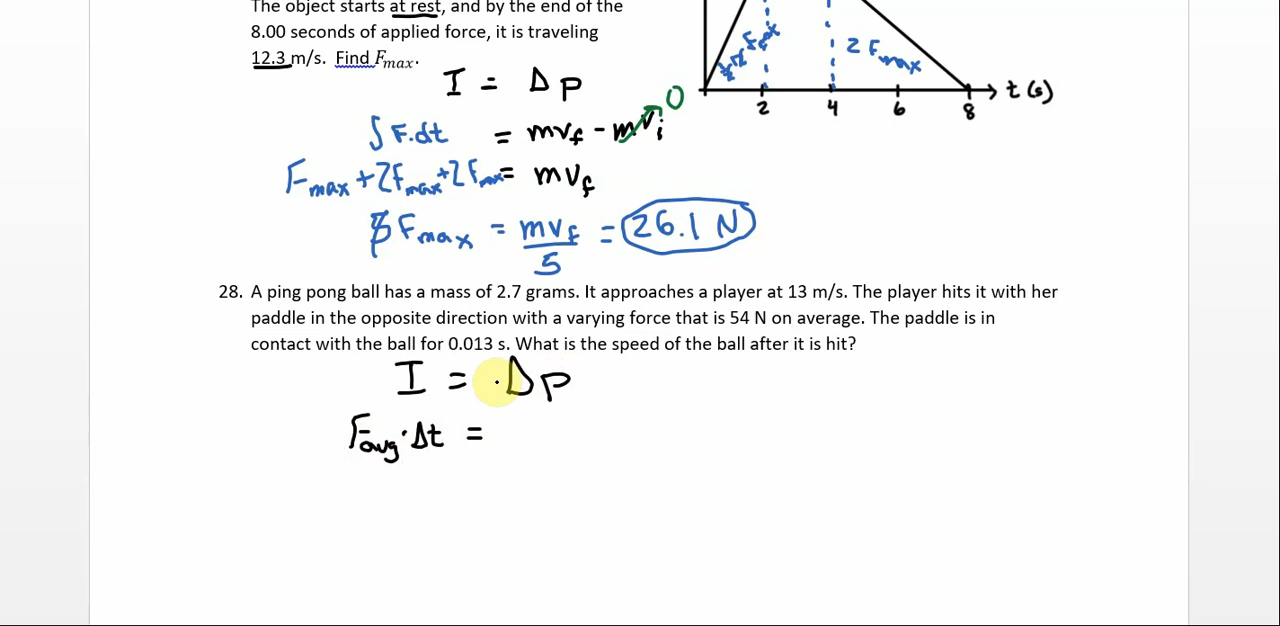 The object starts at rest, and by the end of the
8.00 seconds of applied force, it is traveling
12.3 m/s. Find Fmax.
I = Δp
∫F.dt = mvf - mvi 0
Fmax+2Fmax+2Fmax = mvf
5Fmax = mvf/5 = 26.1 N
½·2·Fmax
2Fmax
2 4 6 8 t(s)
28. A ping pong ball has a mass of 2.7 grams. It approaches a player at 13 m/s. The player hits it with her
paddle in the opposite direction with a varying force that is 54 N on average. The paddle is in
contact with the ball for 0.013 s. What is the speed of the ball after it is hit?
I = Δp
Favg·Δt =